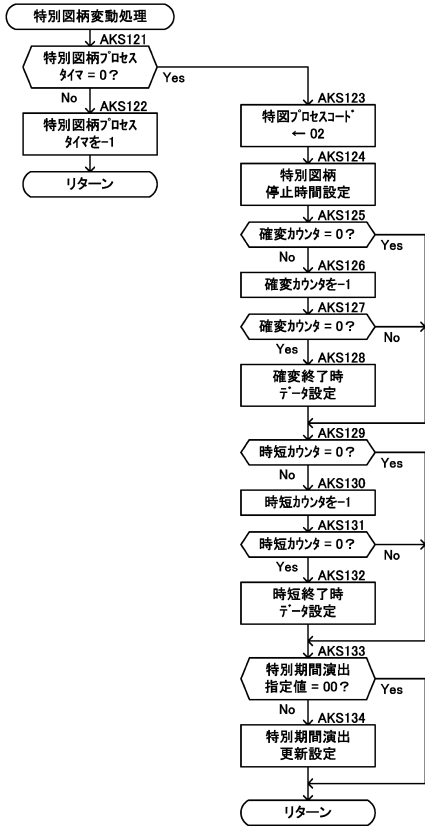 特別図柄変動処理
AKS121
特別図柄ﾌﾟﾛｾｽ
ﾀｲﾏ = 0?
Yes
No
AKS122
特別図柄ﾌﾟﾛｾｽ
ﾀｲﾏを-1
リターン
AKS123
特図ﾌﾟﾛｾｽｺｰﾄﾞ
← 02
AKS124
特別図柄
停止時間設定
AKS125
確変ｶｳﾝﾀ = 0?
Yes
No
AKS126
確変ｶｳﾝﾀを-1
AKS127
確変ｶｳﾝﾀ = 0?
No
Yes
AKS128
確変終了時
ﾃﾞｰﾀ設定
AKS129
時短ｶｳﾝﾀ = 0?
Yes
No
AKS130
時短ｶｳﾝﾀを-1
AKS131
時短ｶｳﾝﾀ = 0?
No
Yes
AKS132
時短終了時
ﾃﾞｰﾀ設定
AKS133
特別期間演出
指定値 = 00?
Yes
No
AKS134
特別期間演出
更新設定
リターン